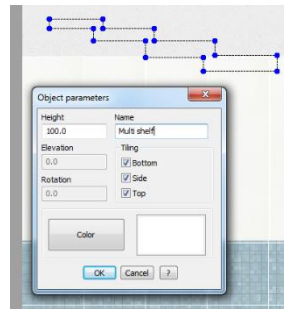 Object parameters
Height Name
100.0 Multi shelf
Elevation Tiling
0.0 Bottom
Rotation Side
0.0 Top
Color
OK Cancel ?